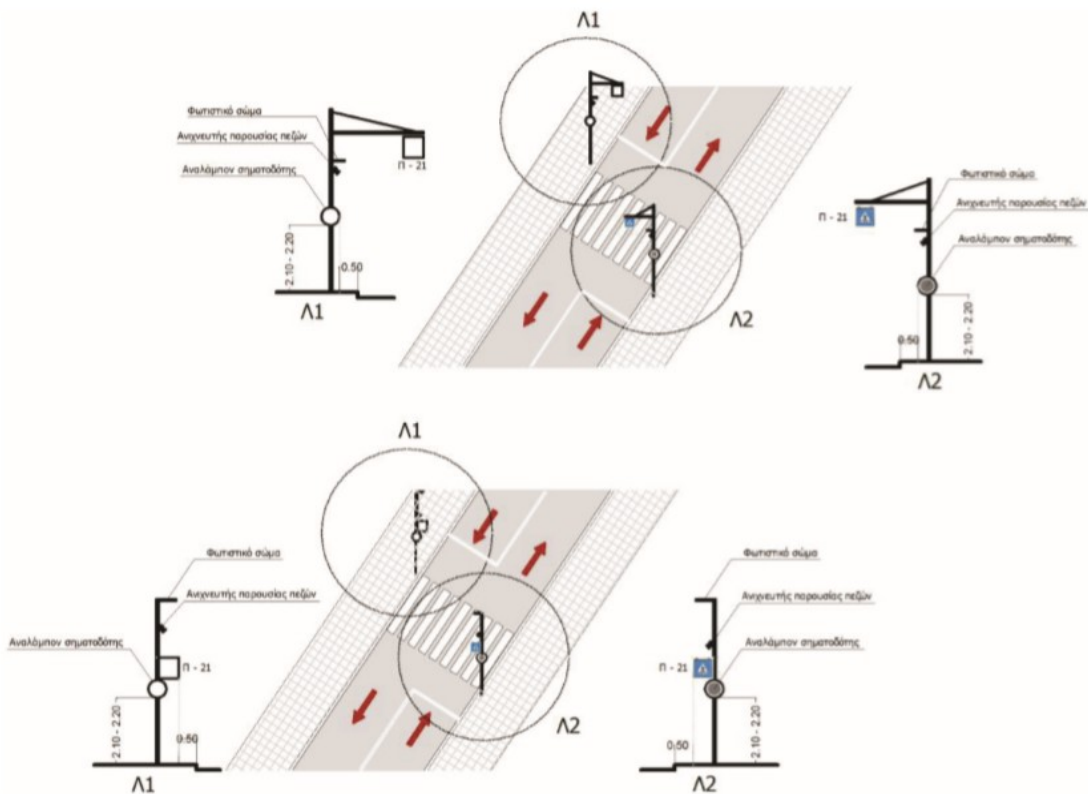 Λ1
Φωτιστικό σώμα
Ανιχνευτής παρουσίας πεζών
Π - 21
Αναλάμπον σηματοδότης
2.10 - 2.20
0.50
Λ1
Λ2
Φωτιστικό σώμα
Π - 21
Ανιχνευτής παρουσίας πεζών
Αναλάμπον σηματοδότης
0.50
2.10 - 2.20
Λ2
Λ1
Φωτιστικό σώμα
Ανιχνευτής παρουσίας πεζών
Αναλάμπον σηματοδότης
Π - 21
2.10 - 2.20
0.50
Λ1
Λ2
Φωτιστικό σώμα
Ανιχνευτής παρουσίας πεζών
Αναλάμπον σηματοδότης
Π - 21
0.50
2.10 - 2.20
Λ2